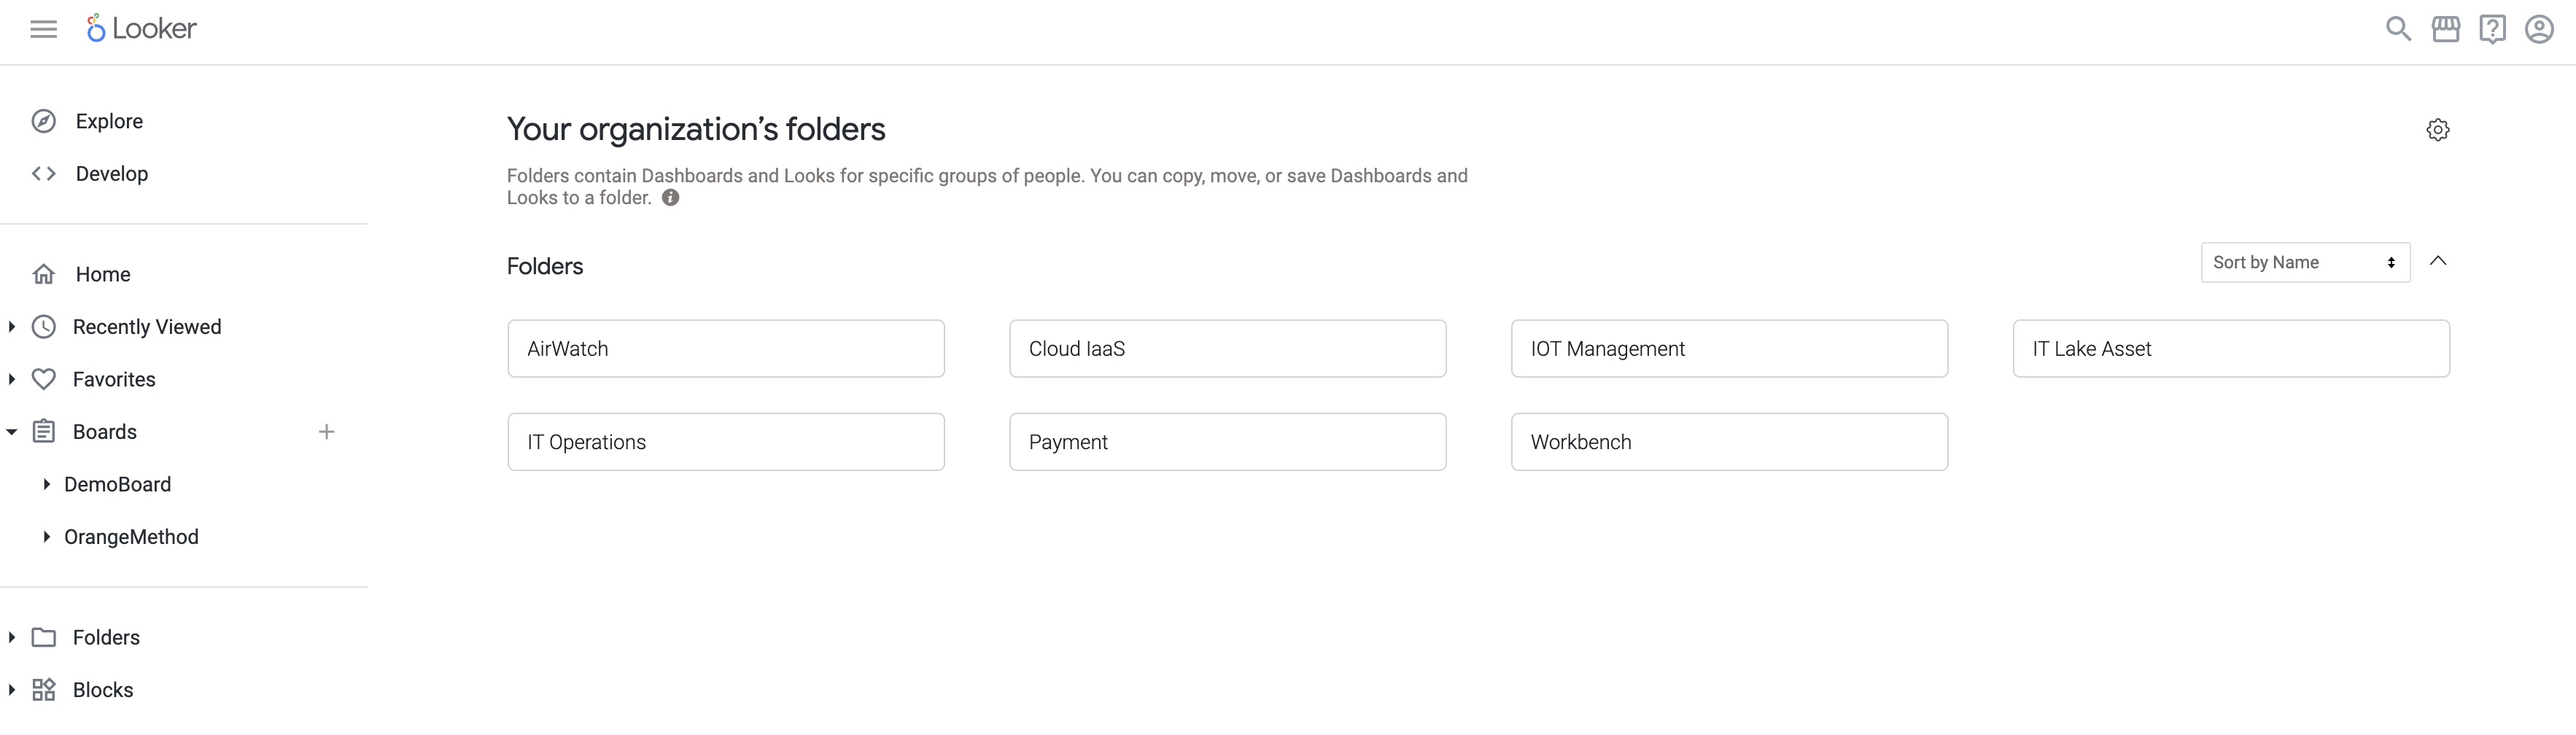 Looker
Explore
Develop
Home
Recently Viewed
Favorites
Boards
DemoBoard
OrangeMethod
Folders
Blocks
Your organization’s folders
Folders contain Dashboards and Looks for specific groups of people. You can copy, move, or save Dashboards and
Looks to a folder.
Folders
Sort by Name
AirWatch
Cloud IaaS
IOT Management
IT Lake Asset
IT Operations
Payment
Workbench